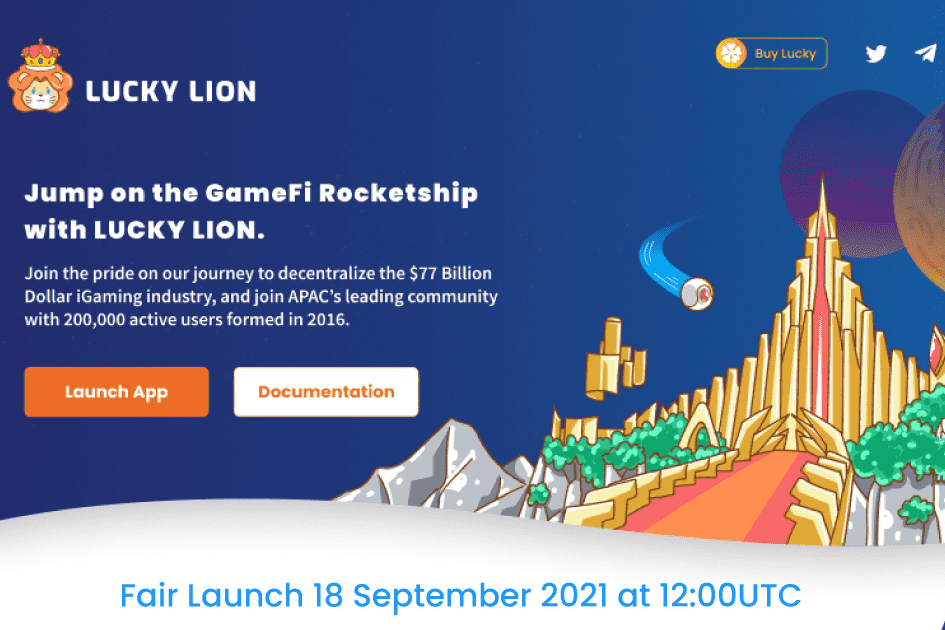 Buy Lucky
LUCKY LION
Jump on the GameFi Rocketship
with LUCKY LION.
Join the pride on our journey to decentralize the $77 Billion
Dollar iGaming industry, and join APAC's leading community
with 200,000 active users formed in 2016.
Launch App
Documentation
Fair Launch 18 September 2021 at 12:00UTC